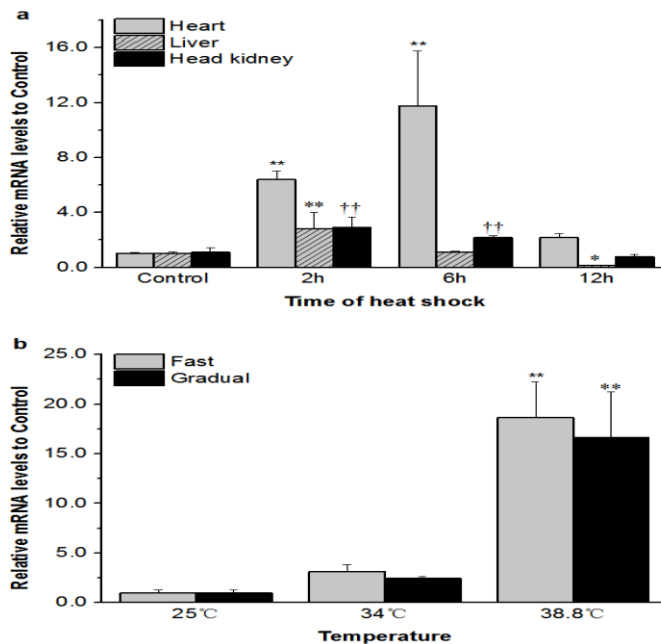 a
Heart
Liver
Head kidney
Relative mRNA levels to Control
16.0
12.0
8.0
4.0
0.0
**
** ††
**
††
*
Control 2h 6h 12h
Time of heat shock
b
Fast
Gradual
Relative mRNA levels to Control
25.0
20.0
15.0
10.0
5.0
0.0
**
**
25℃ 34℃ 38.8℃
Temperature